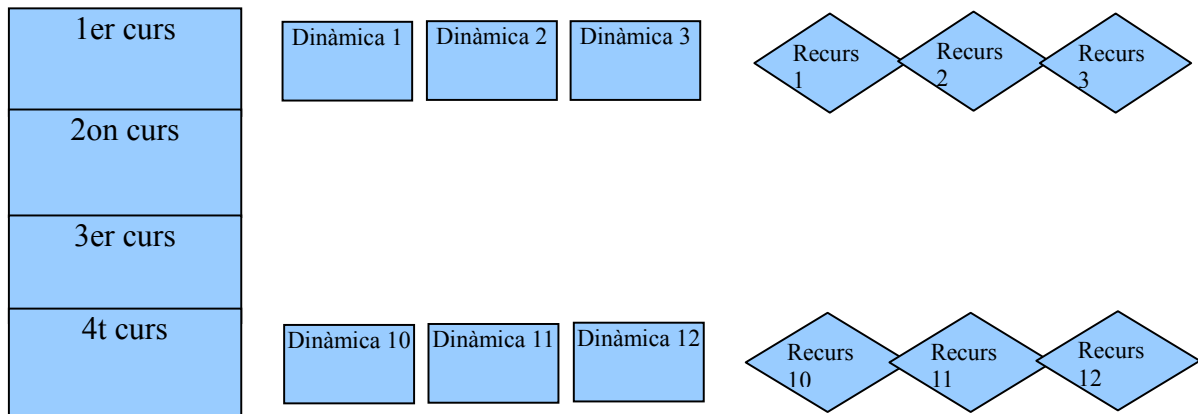 1er curs
Dinàmica 1
Dinàmica 2
Dinàmica 3
Recurs
1
Recurs
2
Recurs
3
2on curs
3er curs
4t curs
Dinàmica 10
Dinàmica 11
Dinàmica 12
Recurs
10
Recurs
11
Recurs
12